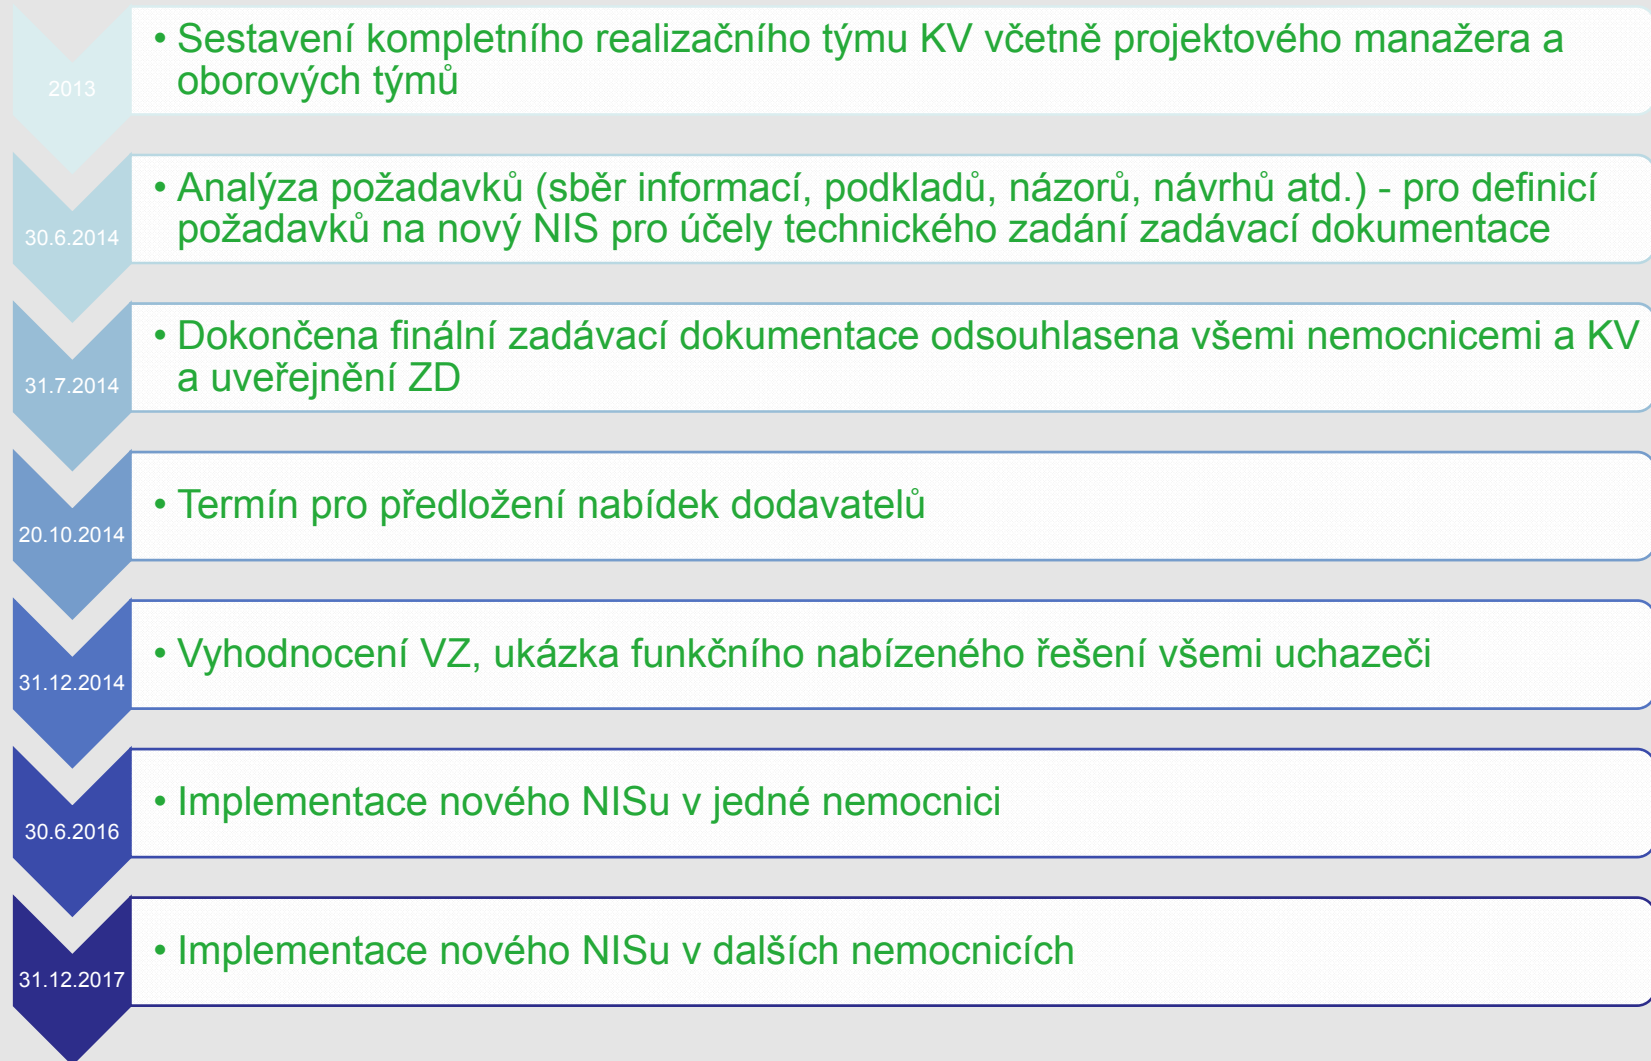 2013
• Sestavení kompletního realizačního týmu KV včetně projektového manažera a
oborových týmů
30.6.2014
• Analýza požadavků (sběr informací, podkladů, názorů, návrhů atd.) - pro definicí
požadavků na nový NIS pro účely technického zadání zadávací dokumentace
31.7.2014
• Dokončena finální zadávací dokumentace odsouhlasena všemi nemocnicemi a KV
a uveřejnění ZD
20.10.2014
• Termín pro předložení nabídek dodavatelů
31.12.2014
• Vyhodnocení VZ, ukázka funkčního nabízeného řešení všemi uchazeči
30.6.2016
• Implementace nového NISu v jedné nemocnici
31.12.2017
• Implementace nového NISu v dalších nemocnicích